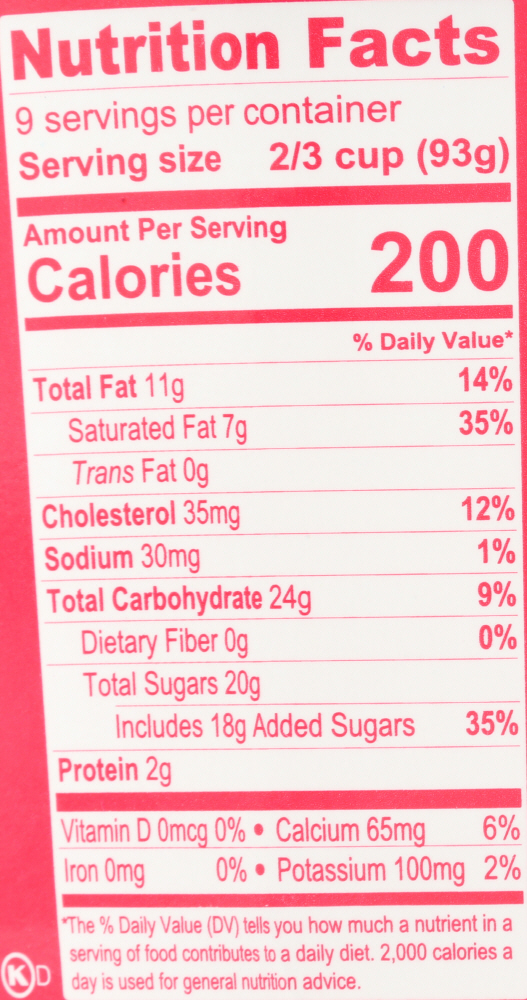 Nutrition Facts
9 servings per container
Serving size 2/3 cup (93g)
Amount Per Serving
Calories 200
% Daily Value*
Total Fat 11g 14%
Saturated Fat 7g 35%
Trans Fat 0g
Cholesterol 35mg 12%
Sodium 30mg 1%
Total Carbohydrate 24g 9%
Dietary Fiber 0g 0%
Total Sugars 20g
Includes 18g Added Sugars 35%
Protein 2g
Vitamin D 0mcg 0% • Calcium 65mg 6%
Iron 0mg 0% • Potassium 100mg 2%
*The % Daily Value (DV) tells you how much a nutrient in a
serving of food contributes to a daily diet. 2,000 calories a
day is used for general nutrition advice.
K D